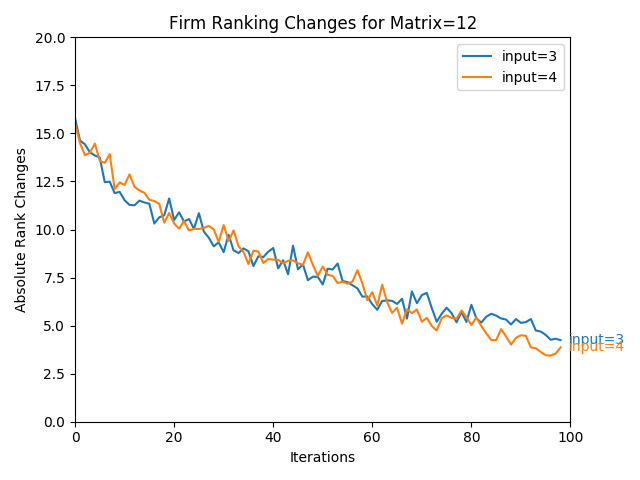 Firm Ranking Changes for Matrix=12
20.0
17.5
15.0
12.5
10.0
7.5
5.0
2.5
0.0
Absolute Rank Changes
input=3
input=4
input=3
input=4
0 20 40 60 80 100
Iterations